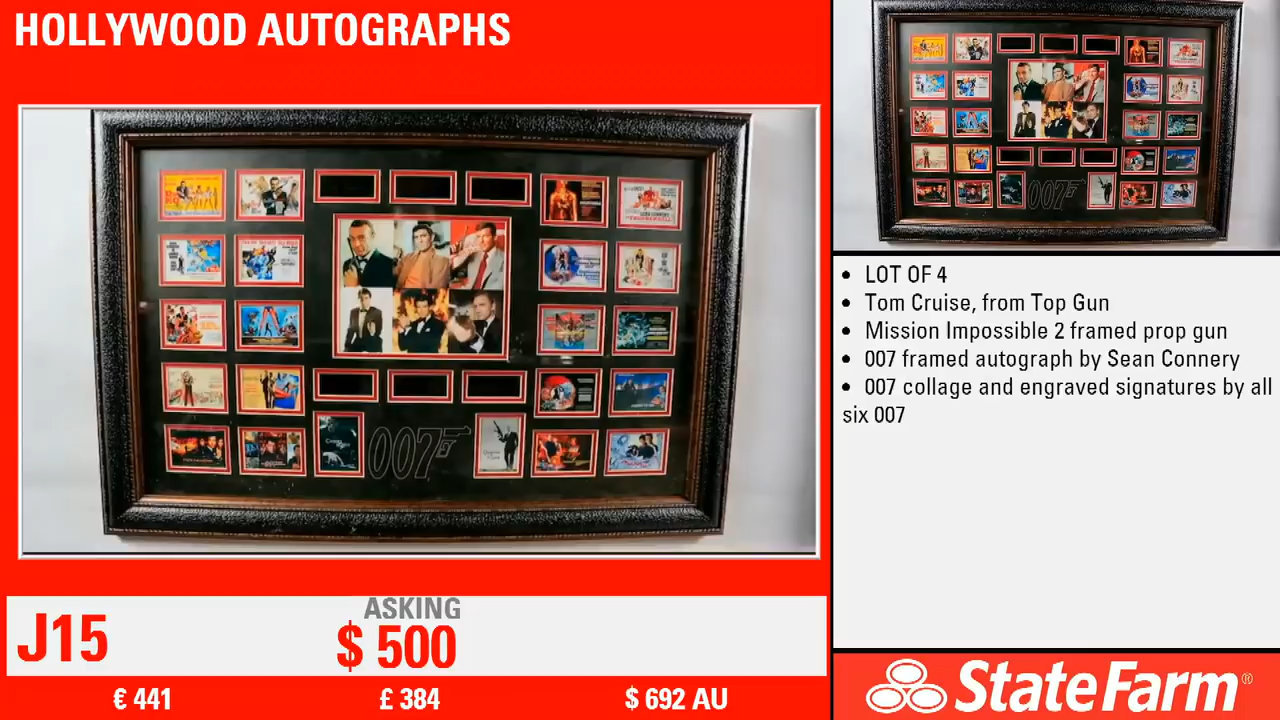 HOLLYWOOD AUTOGRAPHS
007
007
• LOT OF 4
• Tom Cruise, from Top Gun
• Mission Impossible 2 framed prop gun
• 007 framed autograph by Sean Connery
• 007 collage and engraved signatures by all
six 007
J15
ASKING
$ 500
€ 441
£ 384
$ 692 AU
State Farm®